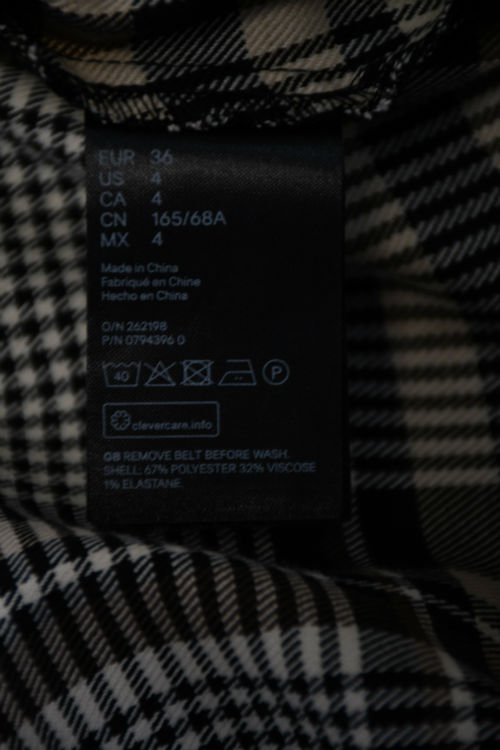 EUR 36
US 4
CA 4
CN 165/68A
MX 4
Made in China
Fabriqué en Chine
Hecho en China
O/N 262198
P/N 0794396 0
40 P
clevercare.info
GB REMOVE BELT BEFORE WASH.
SHELL: 67% POLYESTER 32% VISCOSE
1% ELASTANE.